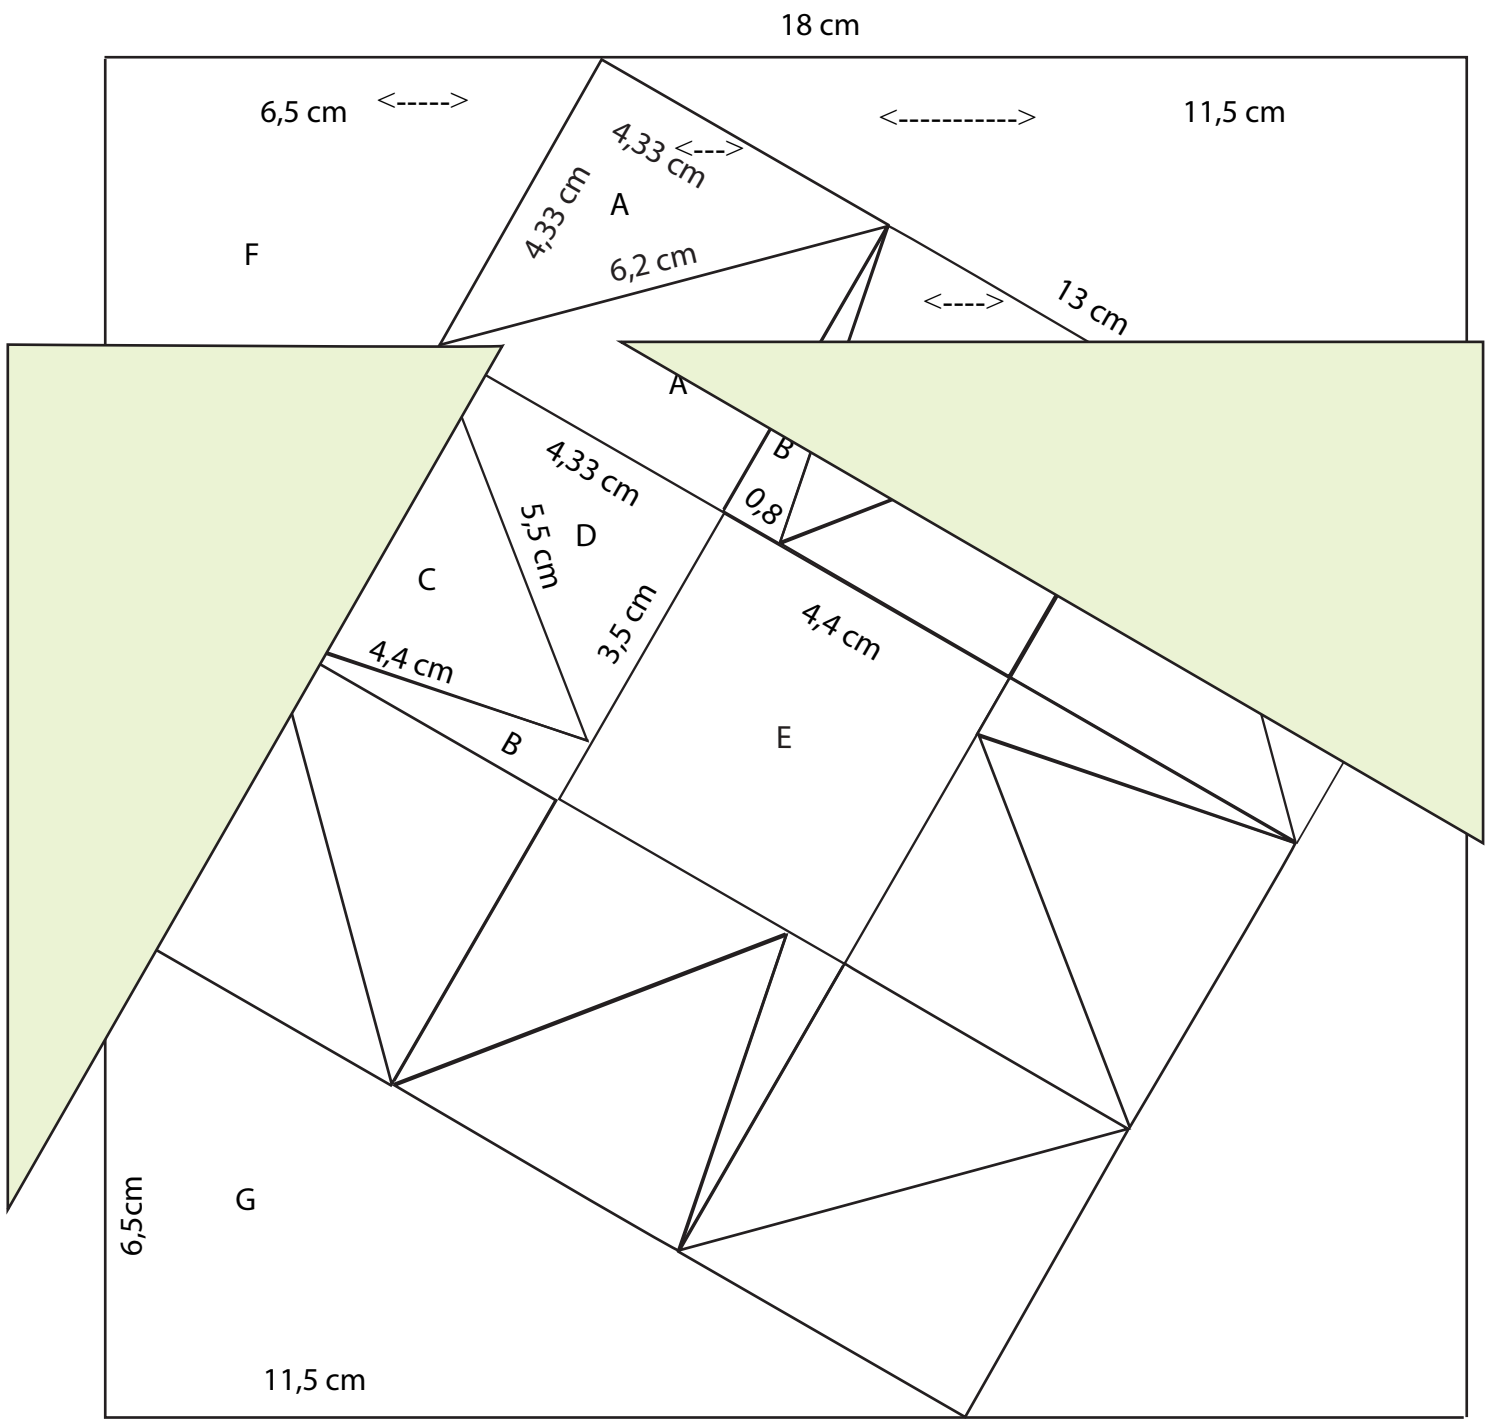 18 cm
6,5 cm
<----->
<----------->
11,5 cm
4,33 cm
<--->
4,33 cm
A
F
6,2 cm
<---->
13 cm
A
B
4,33 cm
0,8
5,5 cm
D
C
3,5 cm
4,4 cm
4,4 cm
B
E
6,5cm
G
11,5 cm